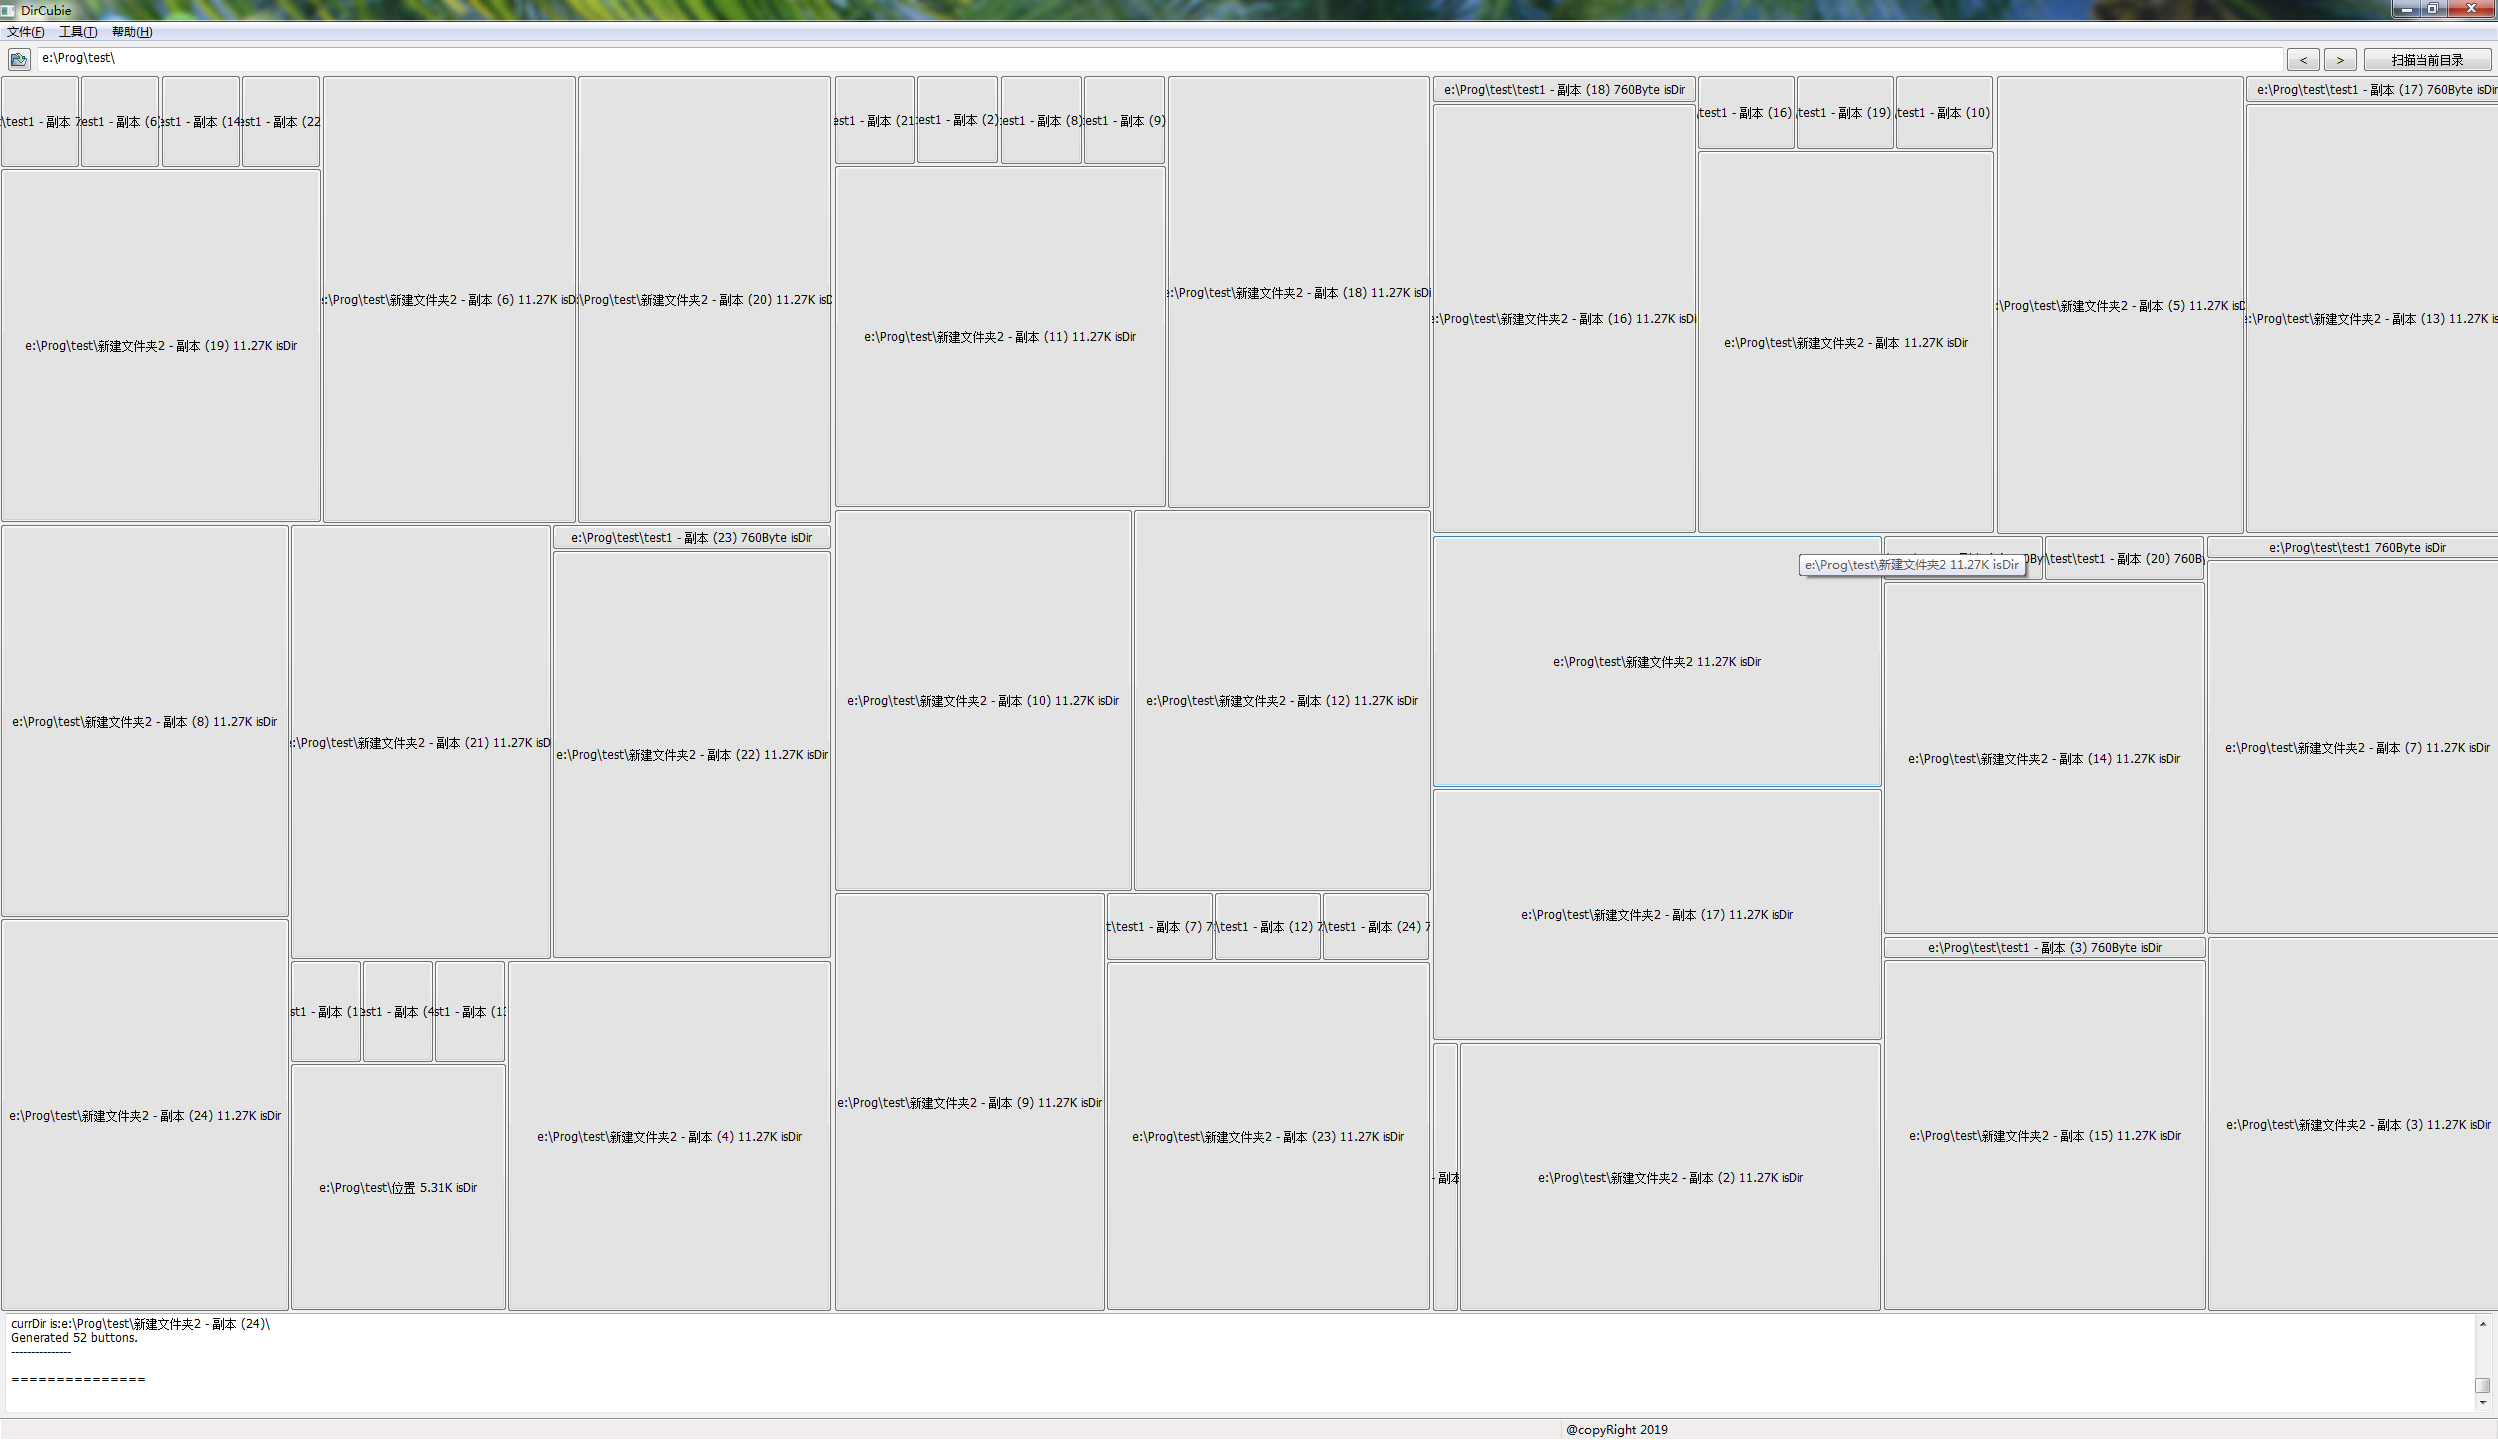 DirCubie
文件(F) 工具(T) 帮助(H)
e:\Prog\test\
< > 扫描当前目录
\test1 - 副本 7
est1 - 副本 (6)
est1 - 副本 (14
est1 - 副本 (22
e:\Prog\test\新建文件夹2 - 副本 (19) 11.27K isDir
:\Prog\test\新建文件夹2 - 副本 (6) 11.27K isD
:\Prog\test\新建文件夹2 - 副本 (20) 11.27K isD
est1 - 副本 (21
est1 - 副本 (2)
est1 - 副本 (8)
est1 - 副本 (9)
e:\Prog\test\新建文件夹2 - 副本 (11) 11.27K isDir
:\Prog\test\新建文件夹2 - 副本 (18) 11.27K isDi
e:\Prog\test\test1 - 副本 (18) 760Byte isDir
:\Prog\test\新建文件夹2 - 副本 (16) 11.27K isDi
\test1 - 副本 (16)
\test1 - 副本 (19)
\test1 - 副本 (10)
e:\Prog\test\新建文件夹2 - 副本 11.27K isDir
:\Prog\test\新建文件夹2 - 副本 (5) 11.27K isD
e:\Prog\test\test1 - 副本 (17) 760Byte isDir
:\Prog\test\新建文件夹2 - 副本 (13) 11.27K is
e:\Prog\test\新建文件夹2 - 副本 (8) 11.27K isDir
:\Prog\test\新建文件夹2 - 副本 (21) 11.27K isD
e:\Prog\test\test1 - 副本 (23) 760Byte isDir
e:\Prog\test\新建文件夹2 - 副本 (22) 11.27K isDir
e:\Prog\test\新建文件夹2 - 副本 (10) 11.27K isDir
e:\Prog\test\新建文件夹2 - 副本 (12) 11.27K isDir
e:\Prog\test\新建文件夹2 11.27K isDir
e:\Prog\test\新建文件夹2 11.27K isDir
\test\test1 - 副本 (20) 760By
e:\Prog\test\test1 760Byte isDir
e:\Prog\test\新建文件夹2 - 副本 (14) 11.27K isDir
e:\Prog\test\新建文件夹2 - 副本 (7) 11.27K isDir
e:\Prog\test\新建文件夹2 - 副本 (17) 11.27K isDir
e:\Prog\test\新建文件夹2 - 副本 (24) 11.27K isDir
st1 - 副本 (1
est1 - 副本 (4
st1 - 副本 (13
e:\Prog\test\位置 5.31K isDir
e:\Prog\test\新建文件夹2 - 副本 (4) 11.27K isDir
e:\Prog\test\新建文件夹2 - 副本 (9) 11.27K isDir
t\test1 - 副本 (7) 7
\test1 - 副本 (12) 7
\test1 - 副本 (24) 7
e:\Prog\test\新建文件夹2 - 副本 (23) 11.27K isDir
- 副本
e:\Prog\test\新建文件夹2 - 副本 (2) 11.27K isDir
e:\Prog\test\test1 - 副本 (3) 760Byte isDir
e:\Prog\test\新建文件夹2 - 副本 (15) 11.27K isDir
e:\Prog\test\新建文件夹2 - 副本 (3) 11.27K isDir
currDir is:e:\Prog\test\新建文件夹2 - 副本 (24)\
Generated 52 buttons.
---------------
===============
@copyRight 2019